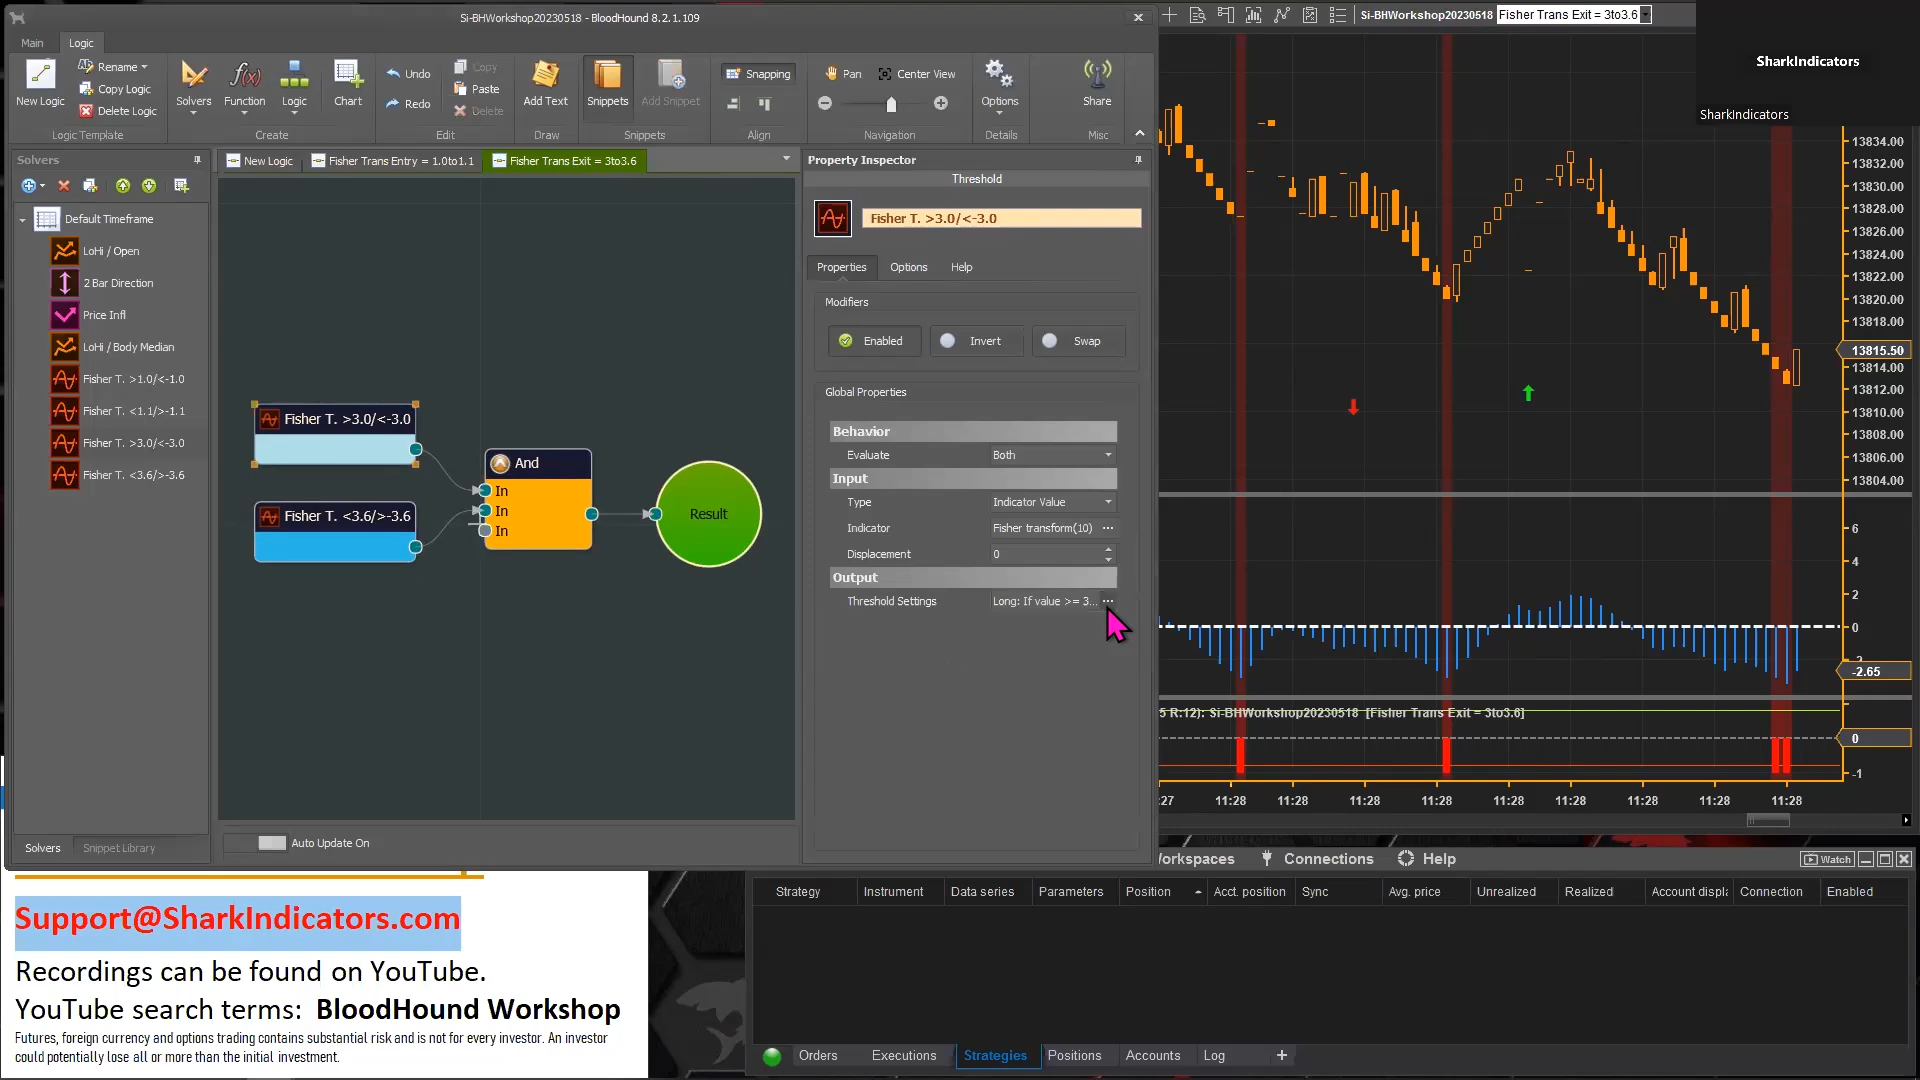 Si-BHWorkshop20230518 - BloodHound 8.2.1.109
Main
Logic
New Logic
Rename
Copy Logic
Delete Logic
Logic Template
Solvers
Function
Logic
Chart
Create
Undo
Redo
Copy
Paste
Delete
Edit
Add Text
Draw
Snippets
Add Snippet
Snippets
Snapping
Align
Pan
Center View
Navigation
Options
Details
Share
Misc
Solvers
Default Timeframe
LoHi / Open
2 Bar Direction
Price Infl
LoHi / Body Median
Fisher T. >1.0/<-1.0
Fisher T. <1.1/>-1.1
Fisher T. >3.0/<-3.0
Fisher T. <3.6/>-3.6
Solvers
Snippet Library
New Logic
Fisher Trans Entry = 1.0to1.1
Fisher Trans Exit = 3to3.6
Fisher T. >3.0/<-3.0
Fisher T. <3.6/>-3.6
And
In
In
In
Result
Auto Update On
Property Inspector
Threshold
Fisher T. >3.0/<-3.0
Properties
Options
Help
Modifiers
Enabled
Invert
Swap
Global Properties
Behavior
Evaluate
Both
Input
Type
Indicator Value
Indicator
Fisher transform(10) ...
Displacement
0
Output
Threshold Settings
Long: If value >= 3... ...
Si-BHWorkshop20230518
Fisher Trans Exit = 3to3.6
SharkIndicators
SharkIndicators
13834.00
13832.00
13830.00
13828.00
13826.00
13824.00
13822.00
13820.00
13818.00
13815.50
13814.00
13812.00
13810.00
13808.00
13806.00
13804.00
6
4
2
0
-2.65
5 R:12): Si-BHWorkshop20230518 [Fisher Trans Exit = 3to3.6]
0
-1
:27
11:28
11:28
11:28
11:28
11:28
11:28
11:28
11:28
11:28
orkspaces
Connections
Help
Watch
Strategy
Instrument
Data series
Parameters
Position
Acct. position
Sync
Avg. price
Unrealized
Realized
Account displ
Connection
Enabled
Orders
Executions
Strategies
Positions
Accounts
Log
+
Support@SharkIndicators.com
Recordings can be found on YouTube.
YouTube search terms: BloodHound Workshop
Futures, foreign currency and options trading contains substantial risk and is not for every investor. An investor
could potentially lose all or more than the initial investment.